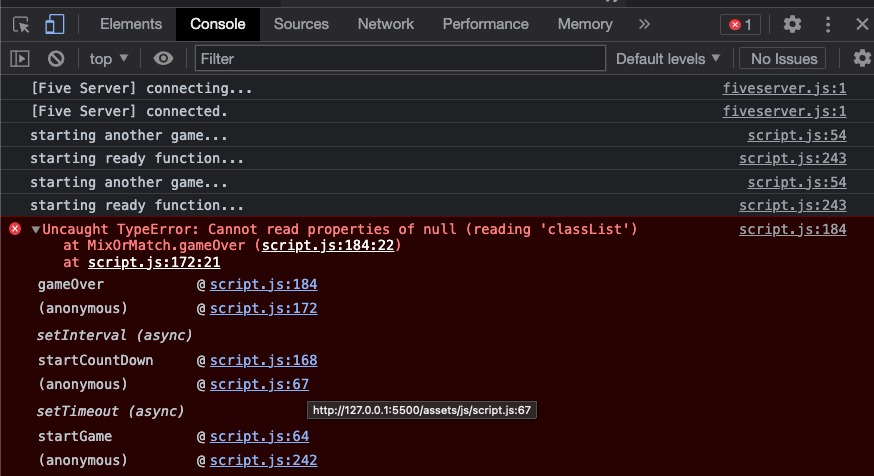 Elements Console Sources Network Performance Memory » 1
top ▼ Filter Default levels ▼ No Issues
[Five Server] connecting... fiveserver.js:1
[Five Server] connected. fiveserver.js:1
starting another game... script.js:54
starting ready function... script.js:243
starting another game... script.js:54
starting ready function... script.js:243
▼Uncaught TypeError: Cannot read properties of null (reading 'classList') script.js:184
at MixOrMatch.gameOver (script.js:184:22)
at script.js:172:21
gameOver @ script.js:184
(anonymous) @ script.js:172
setInterval (async)
startCountDown @ script.js:168
(anonymous) @ script.js:67
setTimeout (async)
http://127.0.0.1:5500/assets/js/script.js:67
startGame @ script.js:64
(anonymous) @ script.js:242